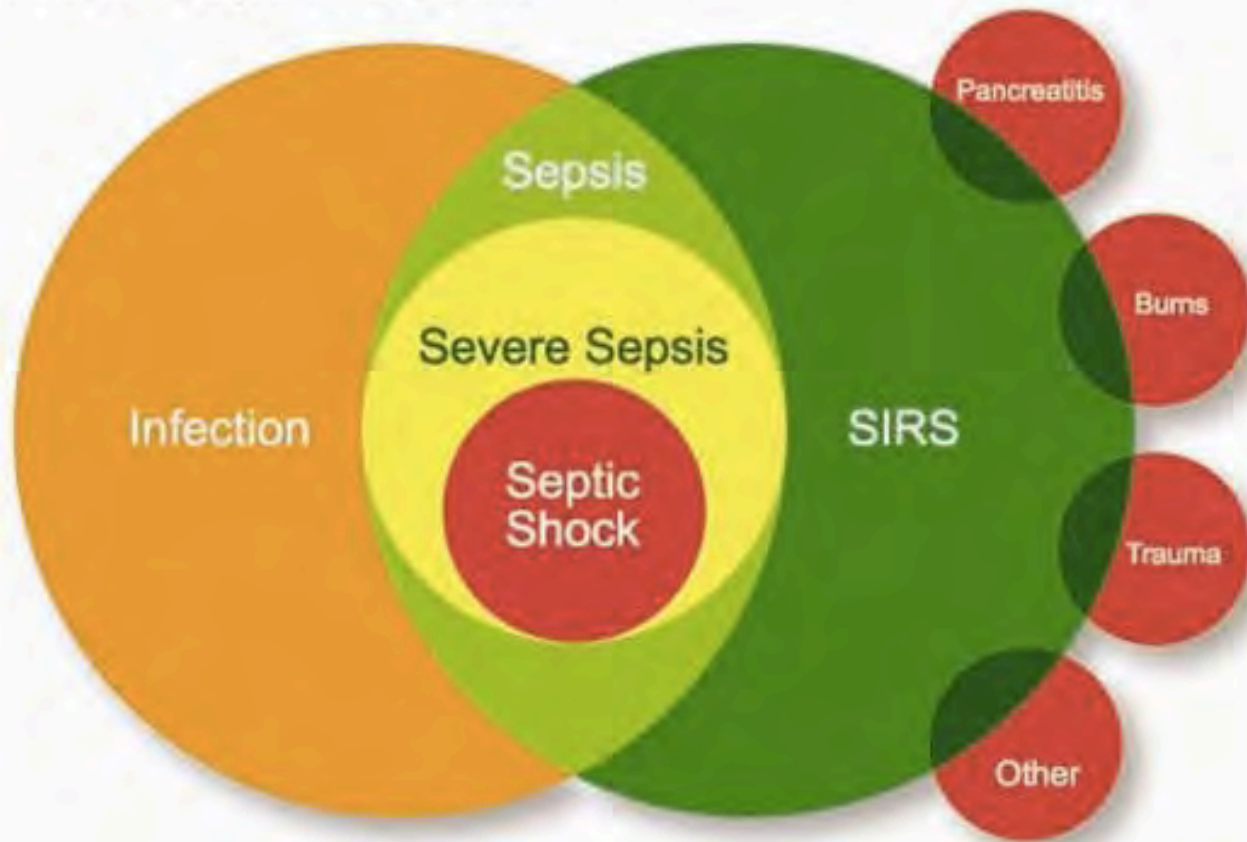 Pancreatitis
Sepsis
Burns
Severe Sepsis
Infection
SIRS
Septic
Shock
Trauma
Other